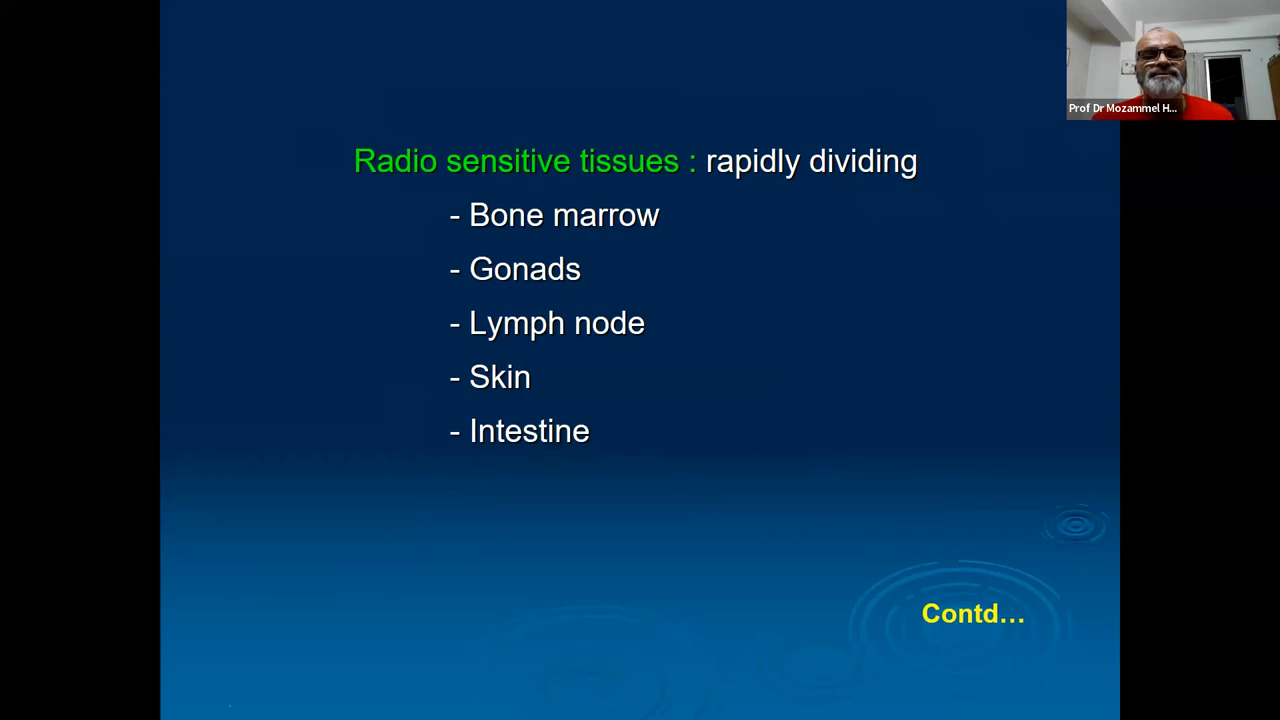 Prof Dr Mozammel H...
Radio sensitive tissues : rapidly dividing
- Bone marrow
- Gonads
- Lymph node
- Skin
- Intestine
Contd...